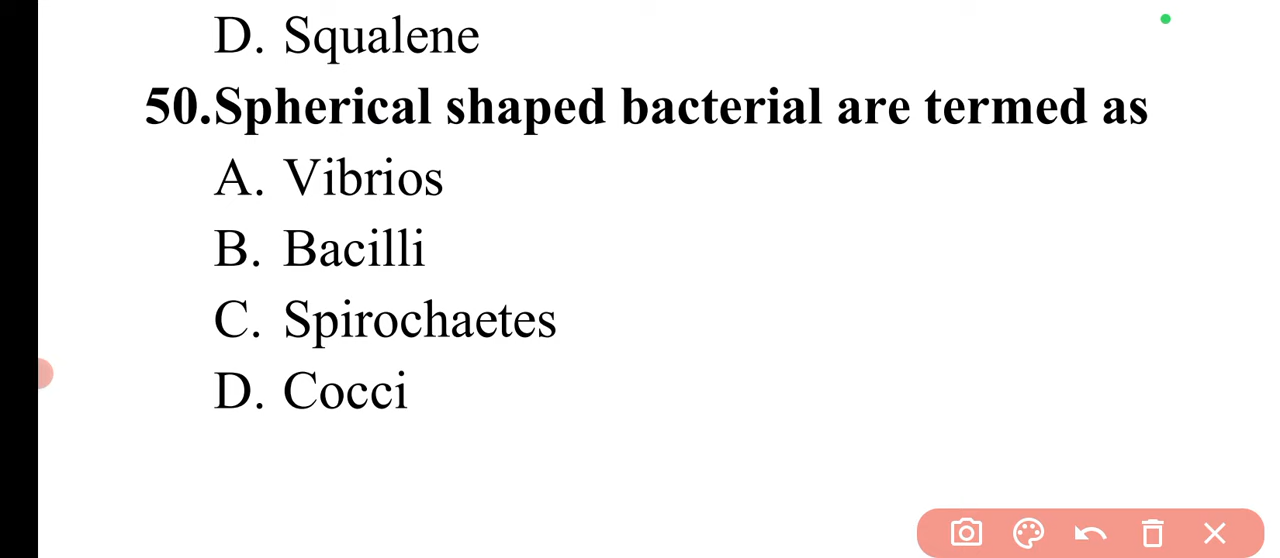 D. Squalene
50.Spherical shaped bacterial are termed as
A. Vibrios
B. Bacilli
C. Spirochaetes
D. Cocci